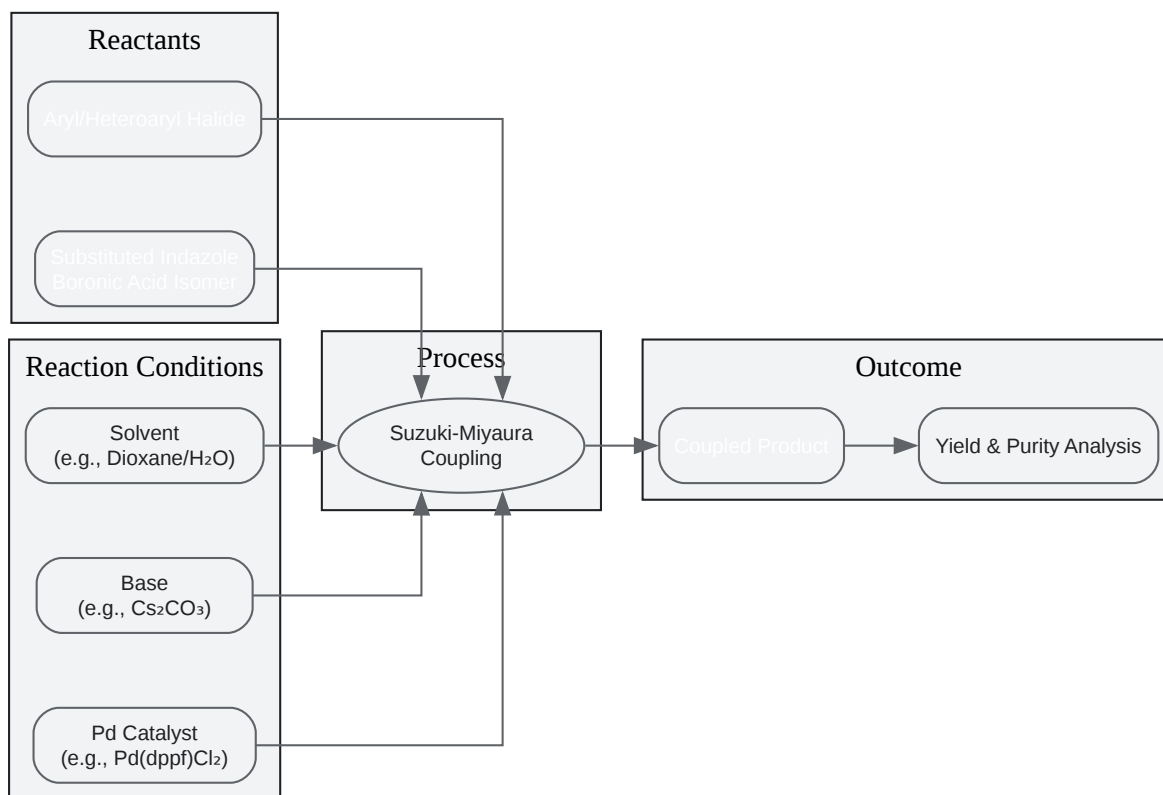 Reactants
Aryl/Heteroaryl Halide
Substituted Indazole
Boronic Acid Isomer
Reaction Conditions
Solvent
(e.g., Dioxane/H₂O)
Base
(e.g., Cs₂CO₃)
Pd Catalyst
(e.g., Pd(dppf)Cl₂)
Process
Suzuki-Miyaura
Coupling
Outcome
Coupled Product
Yield & Purity Analysis